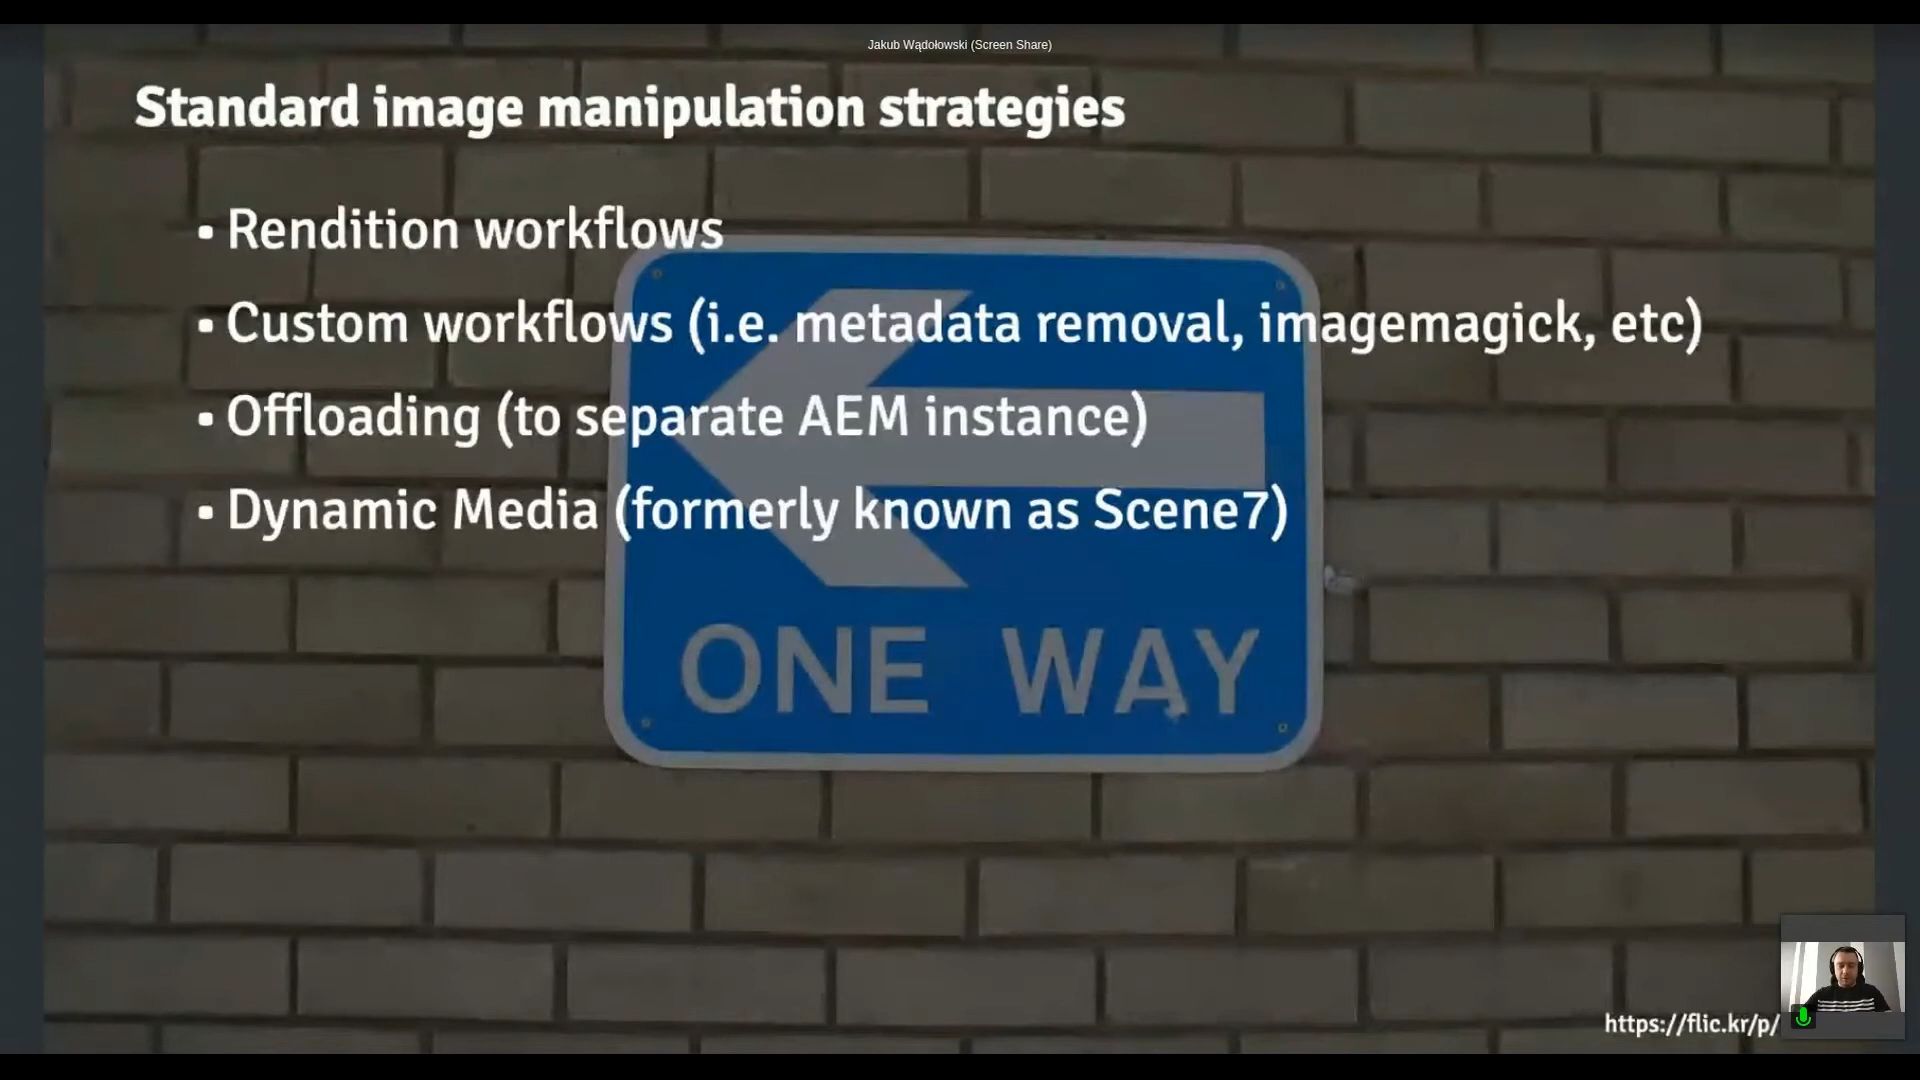 Jakub Wądołowski (Screen Share)
Standard image manipulation strategies
• Rendition workflows
• Custom workflows (i.e. metadata removal, imagemagick, etc)
• Offloading (to separate AEM instance)
• Dynamic Media (formerly known as Scene7)
ONE WAY
https://flic.kr/p/